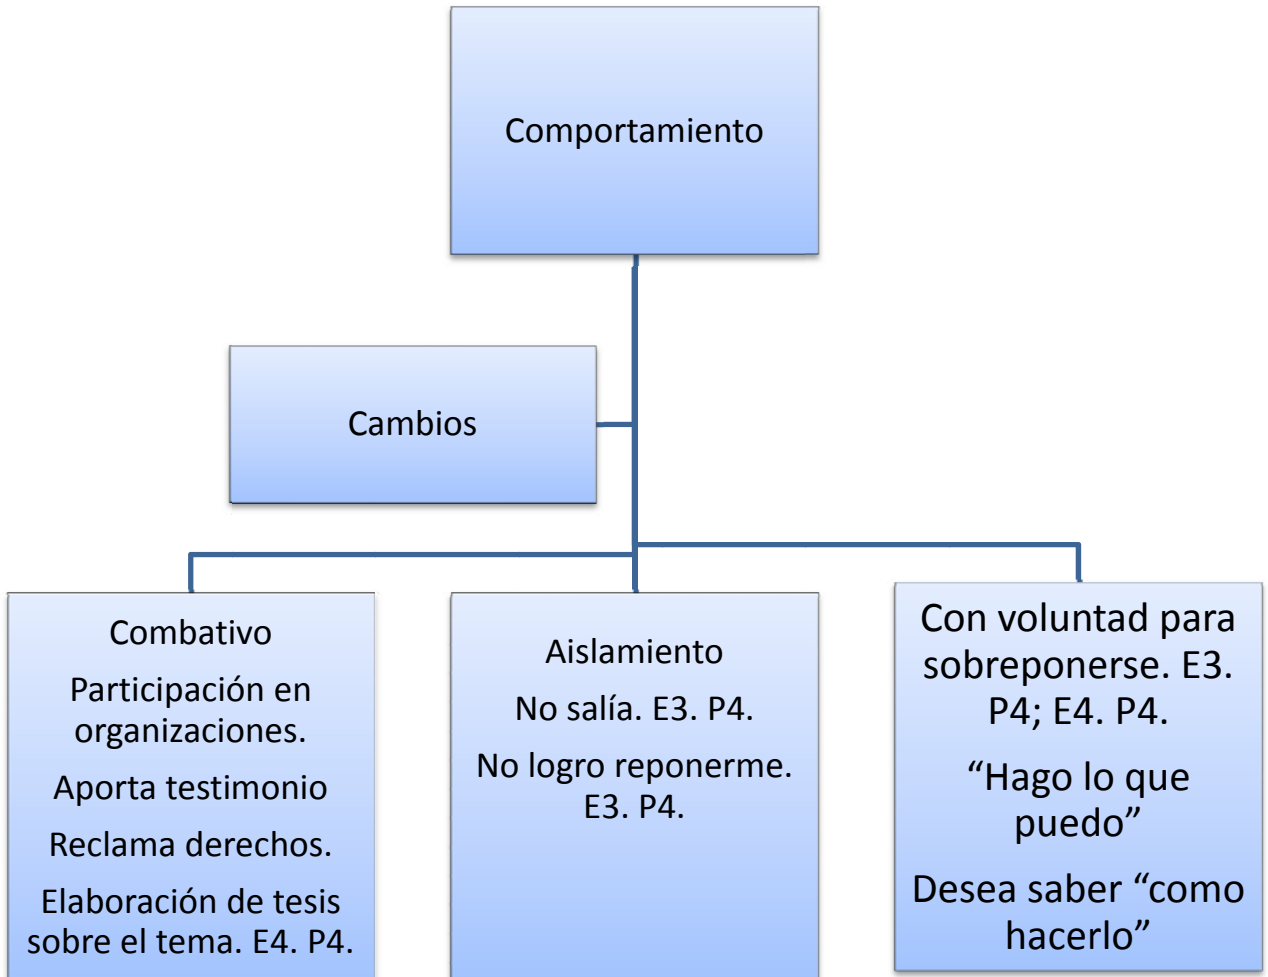 Comportamiento
Cambios
Combativo
Participación en
organizaciones.
Aporta testimonio
Reclama derechos.
Elaboración de tesis
sobre el tema. E4. P4.
Aislamiento
No salía. E3. P4.
No logro reponerme.
E3. P4.
Con voluntad para
sobreponerse. E3.
P4; E4. P4.
“Hago lo que
puedo”
Desea saber “como
hacerlo”